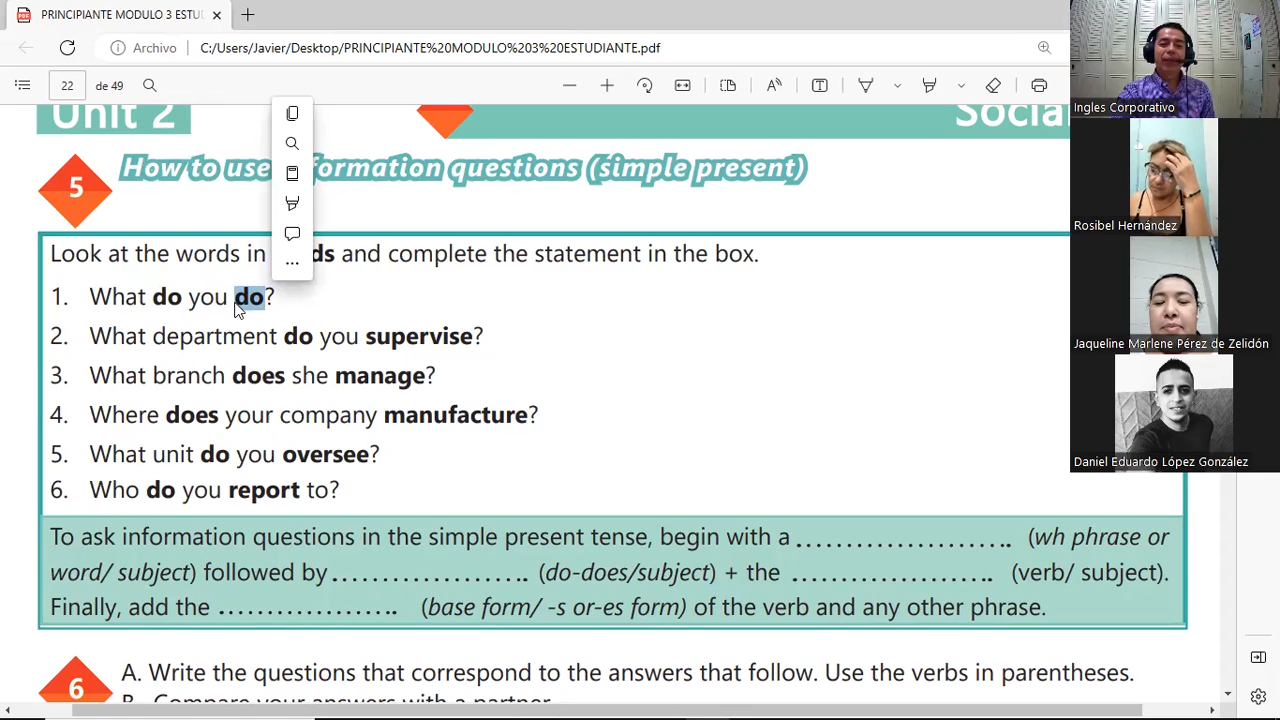 PRINCIPIANTE MODULO 3 ESTU
Archivo
C:/Users/Javier/Desktop/PRINCIPIANTE%20MODULO%203%20ESTUDIANTE.pdf
22
de 49
Unit 2
Social
5
How to use formation questions (simple present)
Look at the words in ds and complete the statement in the box.
1. What do you do?
2. What department do you supervise?
3. What branch does she manage?
4. Where does your company manufacture?
5. What unit do you oversee?
6. Who do you report to?
To ask information questions in the simple present tense, begin with a ...................... (wh phrase or
word/ subject) followed by .................... (do-does/subject) + the .................... (verb/ subject).
Finally, add the .................. (base form/ -s or-es form) of the verb and any other phrase.
6
A. Write the questions that correspond to the answers that follow. Use the verbs in parentheses.
B. Compare your answers with a partner
Ingles Corporativo
Rosibel Hernández
Jaqueline Marlene Pérez de Zelidón
Daniel Eduardo López González